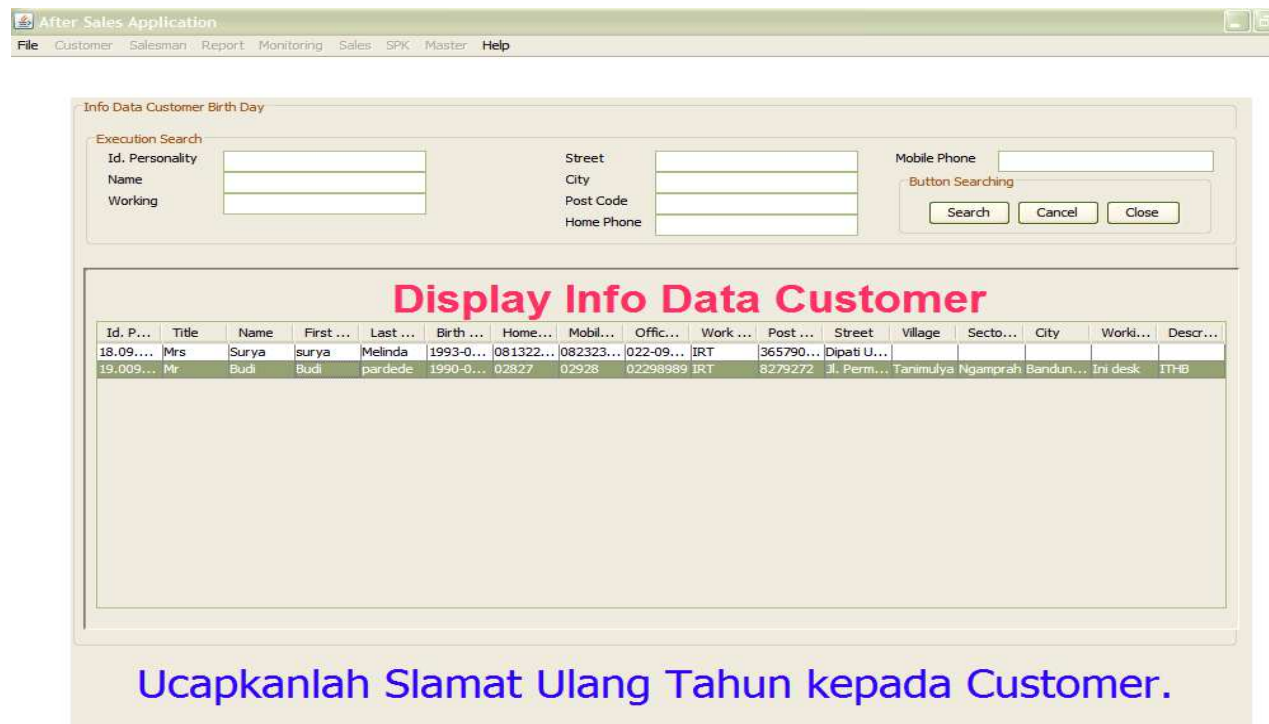 After Sales Application
File Customer Salesman Report Monitoring Sales SPK Master Help
Info Data Customer Birth Day
Execution Search
Id. Personality Street Mobile Phone
Name City Button Searching
Working Post Code Search Cancel Close
Home Phone
Display Info Data Customer
Id. P... Title Name First ... Last ... Birth ... Home... Mobil... Offic... Work ... Post ... Street Village Secto... City Worki... Descr...
18.09.... Mrs Surya surya Melinda 1993-0... 081322... 082323... 022-09... IRT 365790... Dipati U...
19.009... Mr Budi Budi pardede 1990-0... 02827 02928 02298989 IRT 8279272 Jl. Perm... Tanimulya Ngamprah Bandun... Ini desk ITHB
Ucapkanlah Slamat Ulang Tahun kepada Customer.